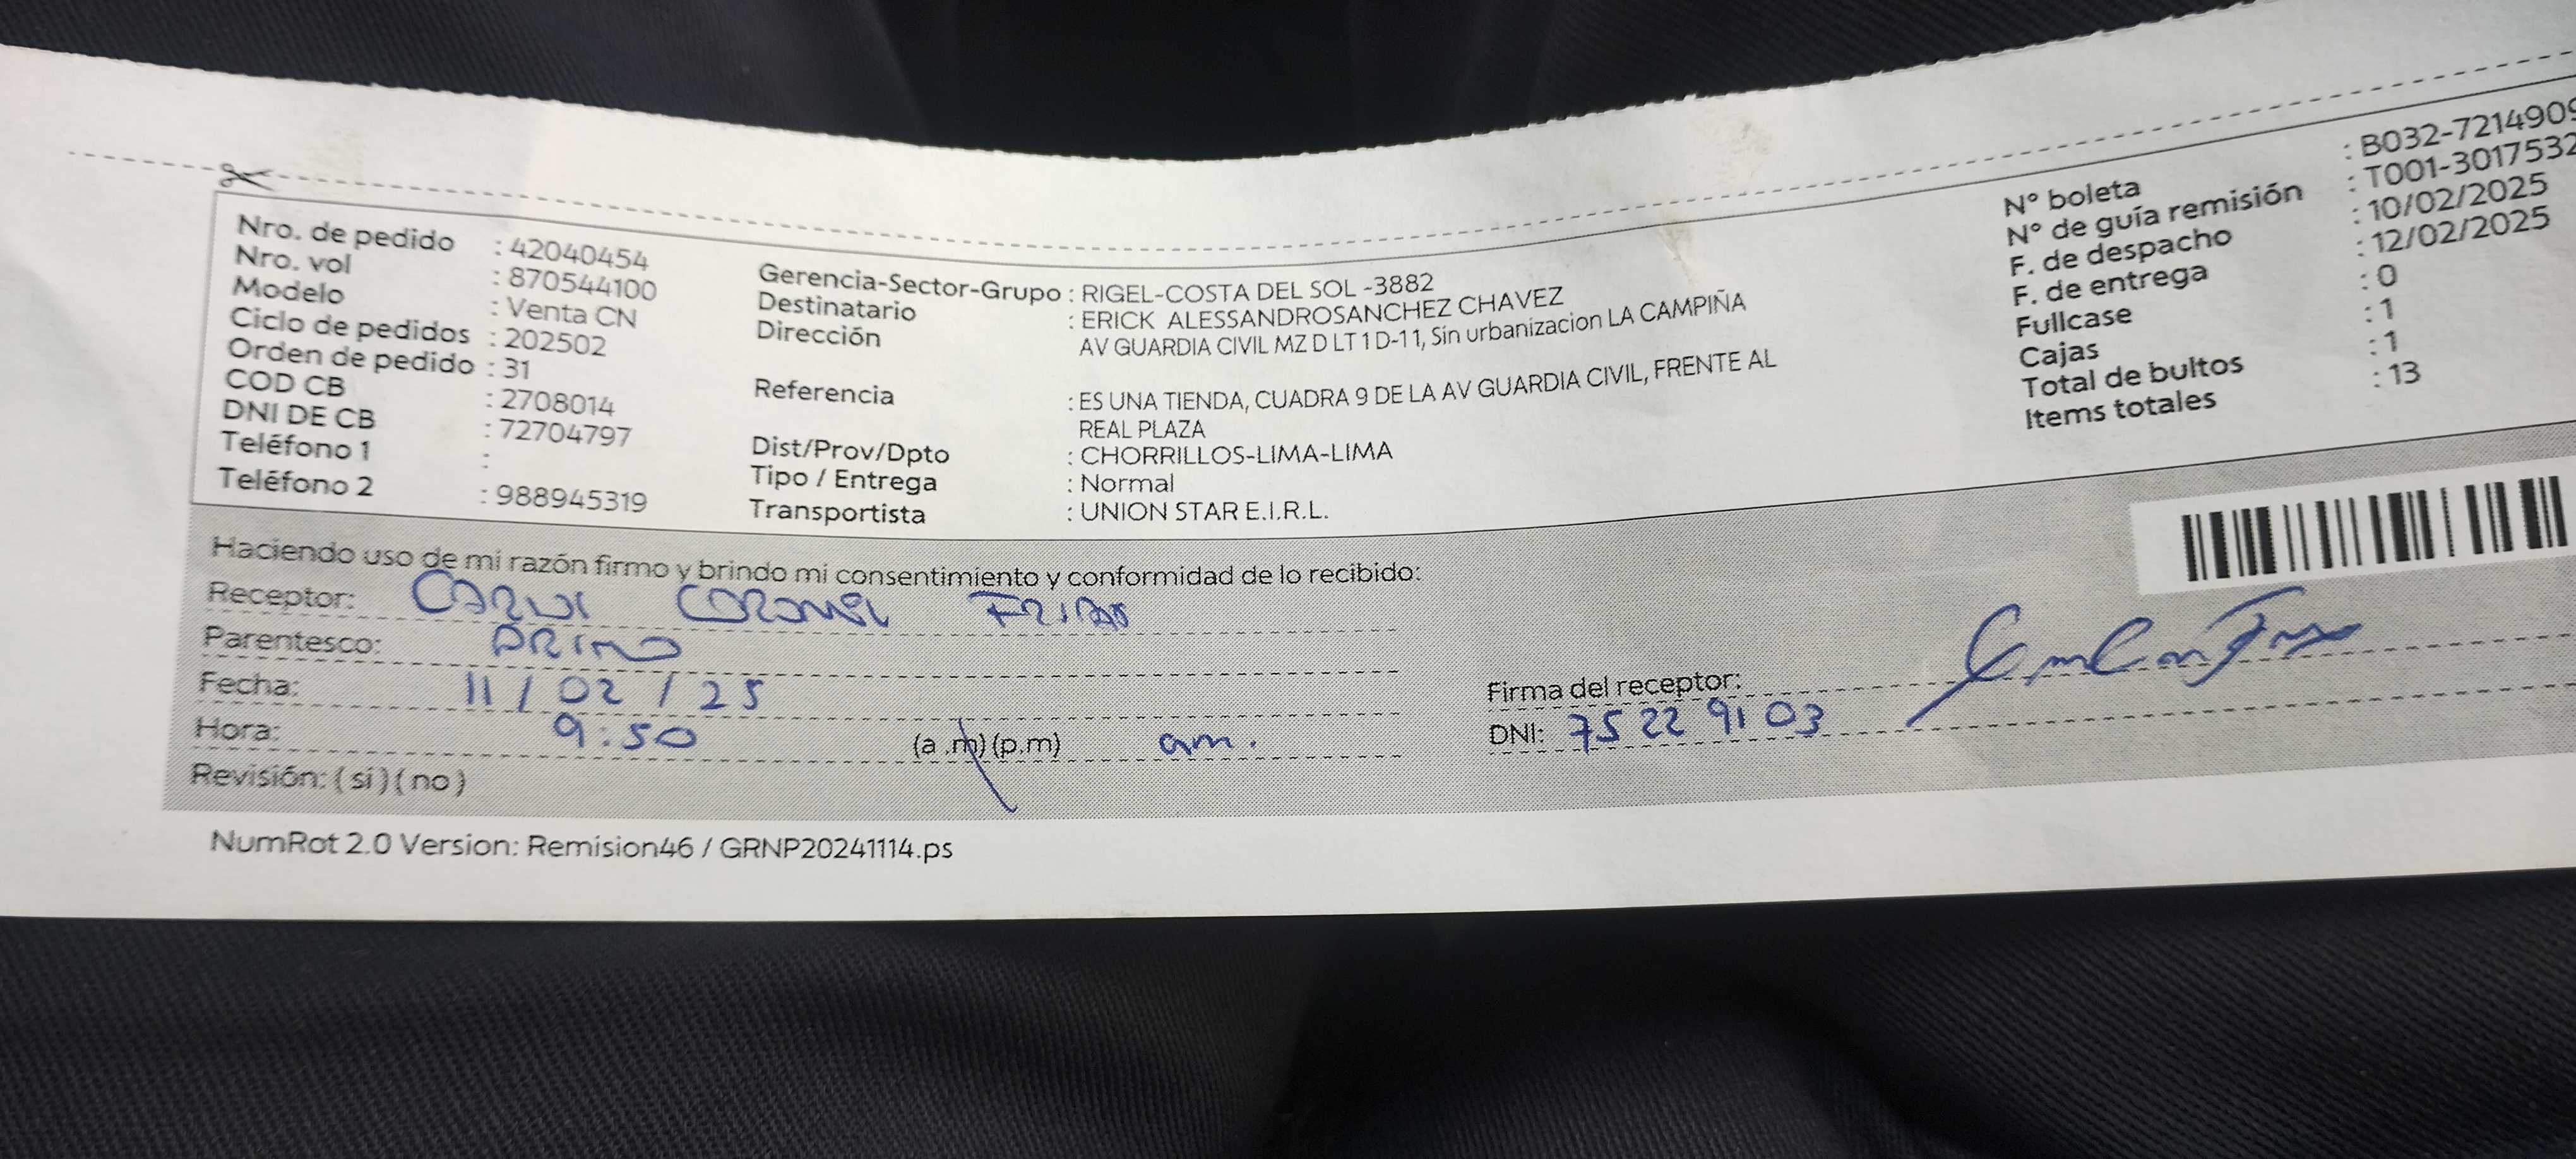 Nro. de pedido : 42040454
Nro. vol : 870544100
Modelo : Venta CN
Ciclo de pedidos : 202502
Orden de pedido : 31
COD CB : 2708014
DNI DE CB : 72704797
Teléfono 1 :
Teléfono 2 : 988945319
Gerencia-Sector-Grupo : RIGEL-COSTA DEL SOL -3882
Destinatario : ERICK ALESSANDROSANCHEZ CHAVEZ
Dirección AV GUARDIA CIVIL MZ D LT 1 D-11, Sin urbanizacion LA CAMPIÑA
Referencia : ES UNA TIENDA, CUADRA 9 DE LA AV GUARDIA CIVIL, FRENTE AL
REAL PLAZA
Dist/Prov/Dpto : CHORRILLOS-LIMA-LIMA
Tipo / Entrega : Normal
Transportista : UNION STAR E.I.R.L.
N° boleta : B032-7214909
N° de guía remisión : T001-3017532
F. de despacho : 10/02/2025
F. de entrega : 12/02/2025
Fullcase : 0
Cajas : 1
Total de bultos : 1
Items totales : 13
Haciendo uso de mi razón firmo y brindo mi consentimiento y conformidad de lo recibido:
Receptor: CORONEL
Parentesco: PRIMO
Fecha: 11 / 02 / 25
Hora: 9:50 (a .m) (p.m) am.
Revisión: ( si ) ( no )
Firma del receptor:
DNI: 75229103
NumRot 2.0 Version: Remision46 / GRNP20241114.ps